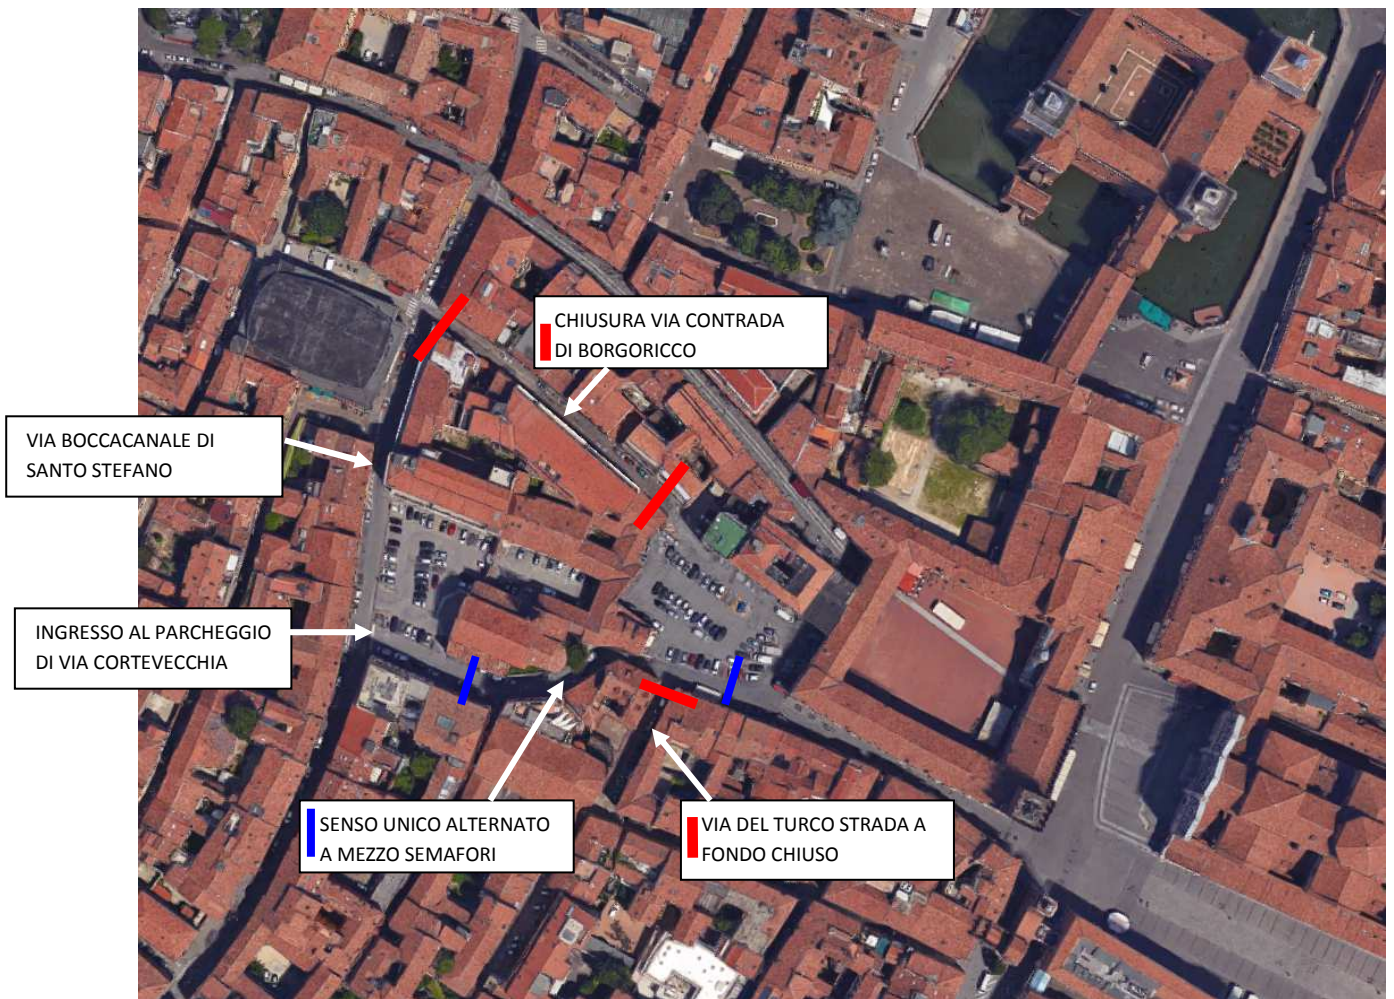 CHIUSURA VIA CONTRADA
DI BORGORICCO
VIA BOCCACANALE DI
SANTO STEFANO
INGRESSO AL PARCHEGGIO
DI VIA CORTEVECCHIA
SENSO UNICO ALTERNATO
A MEZZO SEMAFORI
VIA DEL TURCO STRADA A
FONDO CHIUSO